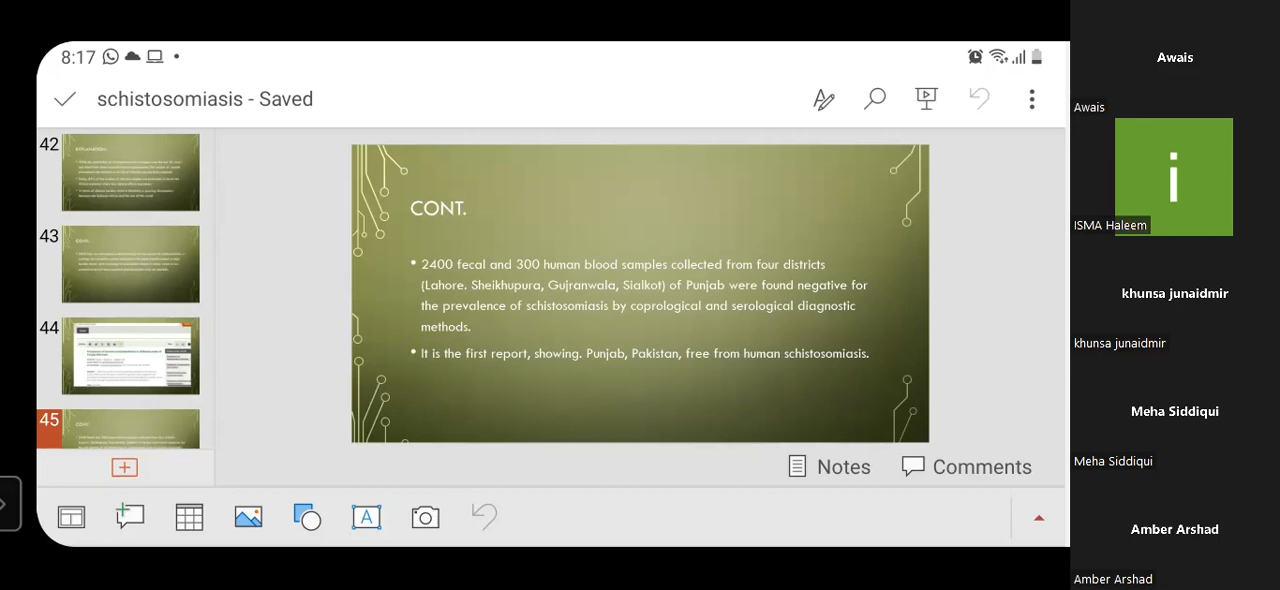 8:17
schistosomiasis - Saved
42
43
44
45
CONT.
• 2400 fecal and 300 human blood samples collected from four districts
(Lahore. Sheikhupura, Gujranwala, Sialkot) of Punjab were found negative for
the prevalence of schistosomiasis by coprological and serological diagnostic
methods.
• It is the first report, showing. Punjab, Pakistan, free from human schistosomiasis.
Notes
Comments
A
Awais
Awais
i
ISMA Haleem
khunsa junaidmir
khunsa junaidmir
Meha Siddiqui
Meha Siddiqui
Amber Arshad
Amber Arshad